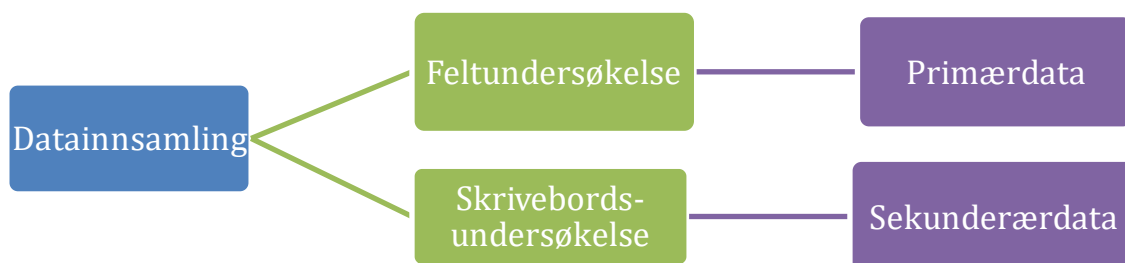 Datainnsamling
Feltundersøkelse
Primærdata
Skrivebords-
undersøkelse
Sekunderærdata